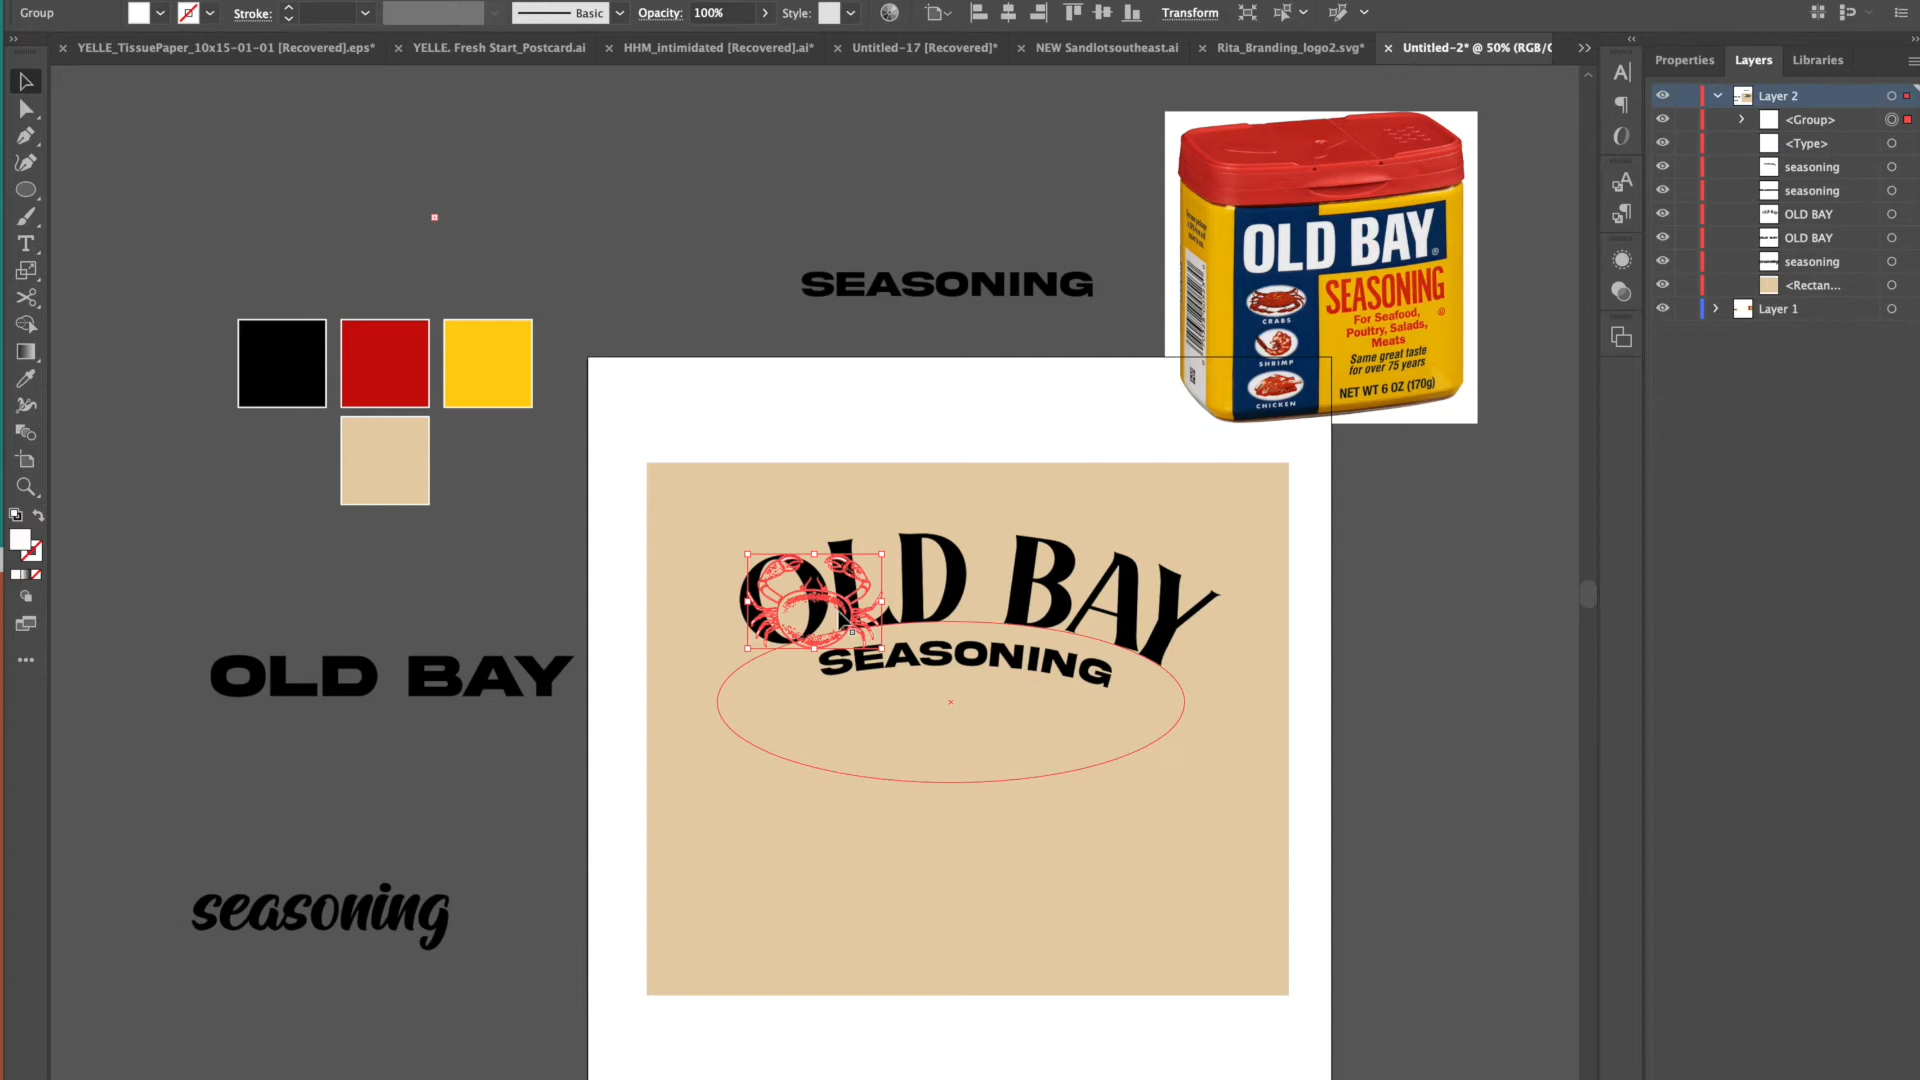 Group
Stroke:
Basic
Opacity: 100%
Style:
Transform
YELLE_TissuePaper_10x15-01-01 [Recovered].eps*
YELLE. Fresh Start_Postcard.ai
HHM_intimidated [Recovered].ai*
Untitled-17 [Recovered]*
NEW Sandlotsoutheast.ai
Rita_Branding_logo2.svg*
Untitled-2* @ 50% (RGB/
Properties
Layers
Libraries
Layer 2
<Group>
<Type>
seasoning
seasoning
OLD BAY
OLD BAY
seasoning
<Rectan...
Layer 1
OLD BAY®
SEASONING
For Seafood,
Poultry, Salads,
Meats
Same great taste
for over 75 years
NET WT 6 OZ (170g)
CRABS
SHRIMP
CHICKEN
SEASONING
OLD BAY
SEASONING
OLD BAY
seasoning